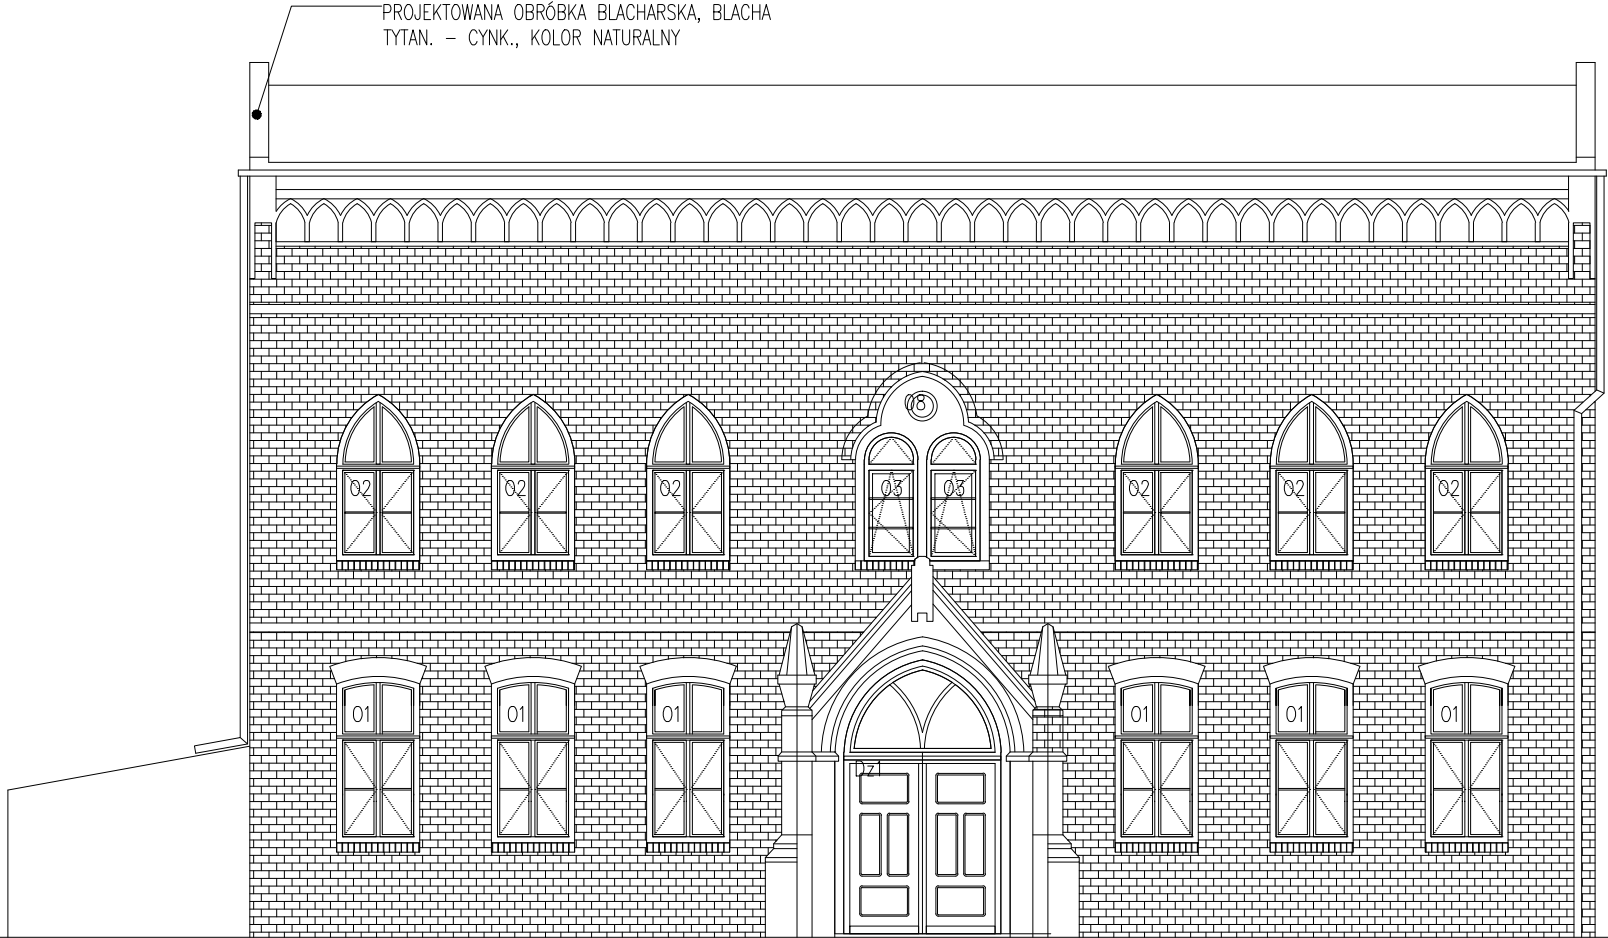 PROJEKTOWANA OBRÓBKA BLACHARSKA, BLACHA
TYTAN. – CYNK., KOLOR NATURALNY
08
02 02 02 03 03 02 02 02
01 01 01 01 01 01
Dz1